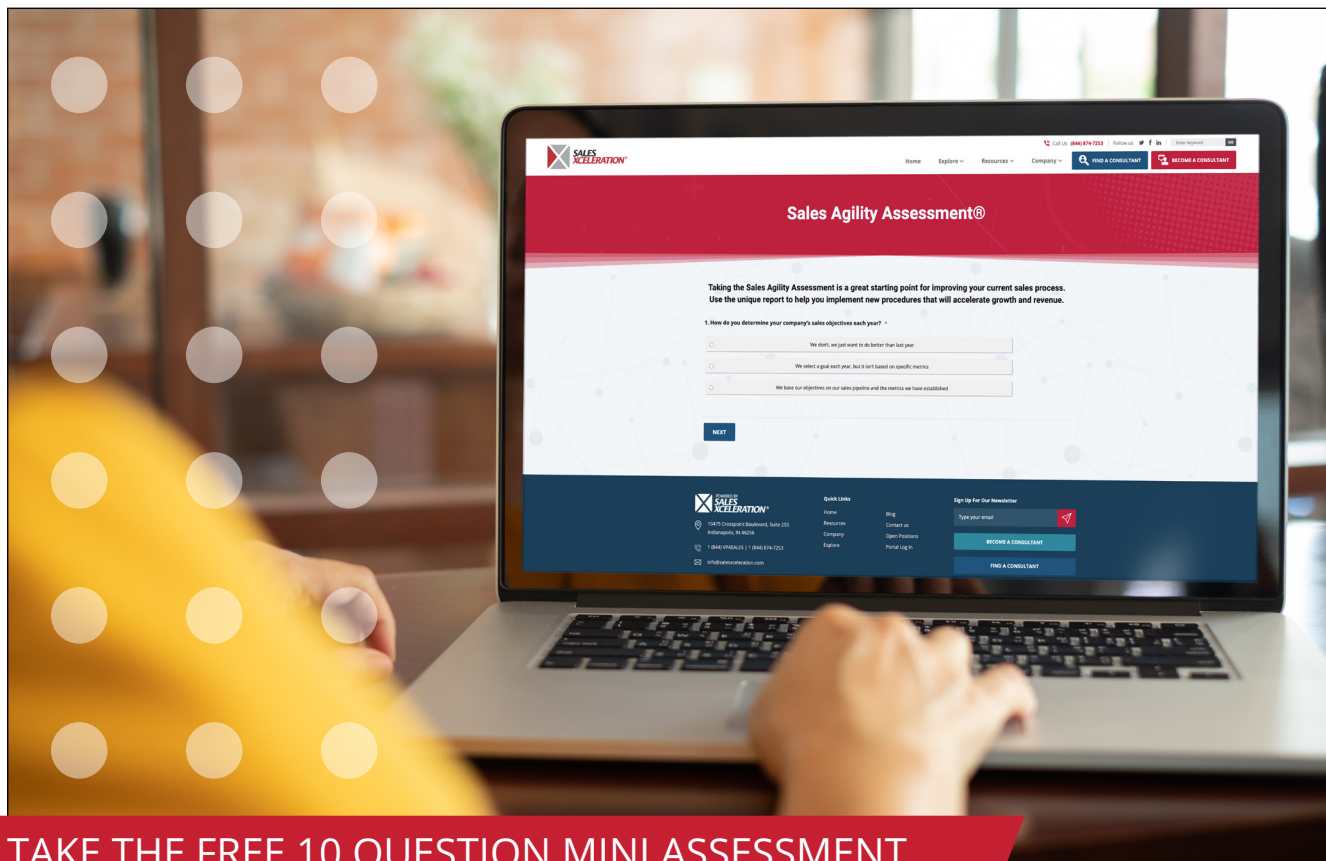 SALES
XCELERATION®
Call Us (844) 874-7253 Follow us
Enter keyword
GO
Home
Explore
Resources
Company
FIND A CONSULTANT
BECOME A CONSULTANT
Sales Agility Assessment®
Taking the Sales Agility Assessment is a great starting point for improving your current sales process.
Use the unique report to help you implement new procedures that will accelerate growth and revenue.
1. How do you determine your company's sales objectives each year? *
We don't, we just want to do better than last year
We select a goal each year, but it isn't based on specific metrics
We base our objectives on our sales pipeline and the metrics we have established
NEXT
POWERED BY
SALES
XCELERATION®
10475 Crosspoint Boulevard, Suite 250
Indianapolis, IN 46256
1 (844) VP4SALES | 1 (844) 874-7253
info@salesxceleration.com
Quick Links
Home
Resources
Company
Explore
Blog
Contact us
Open Positions
Portal Log In
Sign Up For Our Newsletter
Type your email
BECOME A CONSULTANT
FIND A CONSULTANT
TAKE THE FREE 10 QUESTION MINI ASSESSMENT